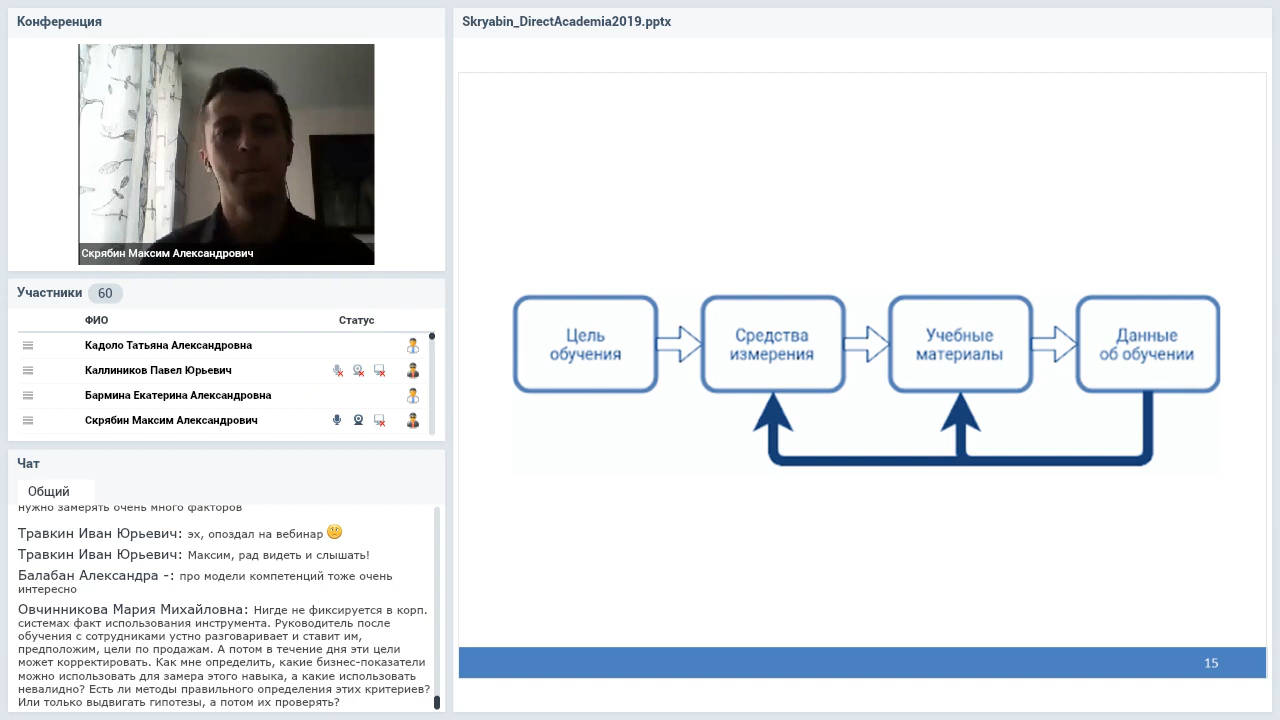 Конференция
Скрябин Максим Александрович
Участники 60
ФИО Статус
Кадоло Татьяна Александровна
Каллиников Павел Юрьевич
Бармина Екатерина Александровна
Скрябин Максим Александрович
Чат
Общий
нужно замерять очень много факторов
Травкин Иван Юрьевич: эх, опоздал на вебинар
Травкин Иван Юрьевич: Максим, рад видеть и слышать!
Балабан Александра -: про модели компетенций тоже очень
интересно
Овчинникова Мария Михайловна: Нигде не фиксируется в корп.
системах факт использования инструмента. Руководитель после
обучения с сотрудниками устно разговаривает и ставит им,
предположим, цели по продажам. А потом в течение дня эти цели
может корректировать. Как мне определить, какие бизнес-показатели
можно использовать для замера этого навыка, а какие использовать
невалидно? Есть ли методы правильного определения этих критериев?
Или только выдвигать гипотезы, а потом их проверять?
Skryabin_DirectAcademia2019.pptx
Цель
обучения
Средства
измерения
Учебные
материалы
Данные
об обучении
15